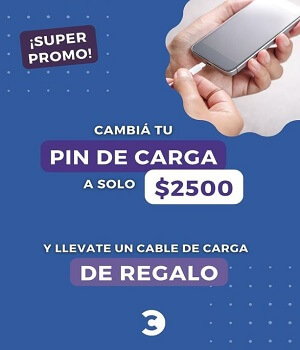 ¡SUPER
PROMO!
CAMBIÁ TU
PIN DE CARGA
A SOLO $2500
Y LLEVATE UN CABLE DE CARGA
DE REGALO